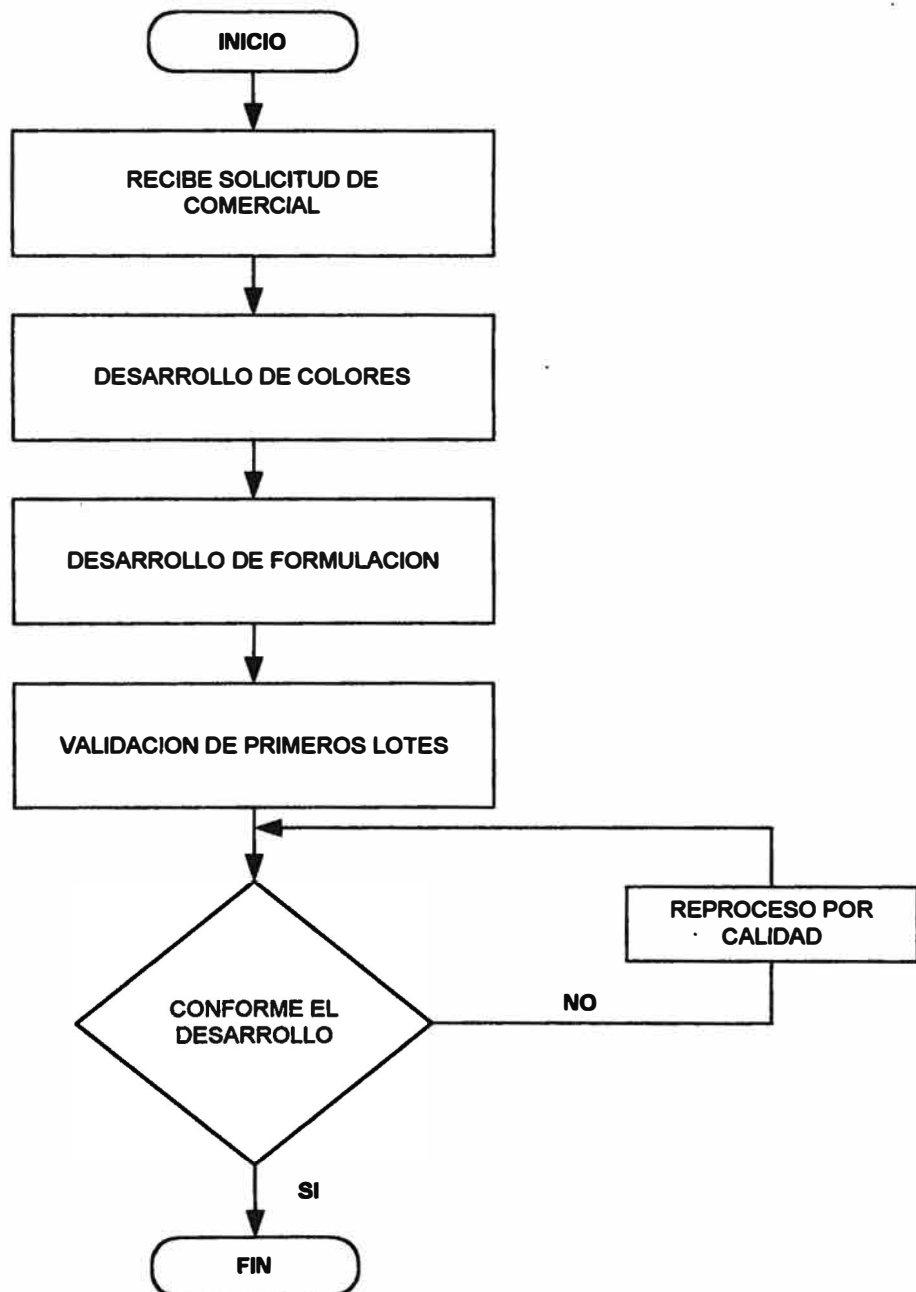 INICIO
RECIBE SOLICITUD DE
COMERCIAL
DESARROLLO DE COLORES
DESARROLLO DE FORMULACION
VALIDACION DE PRIMEROS LOTES
REPROCESO POR
CALIDAD
CONFORME EL
DESARROLLO
NO
SI
FIN